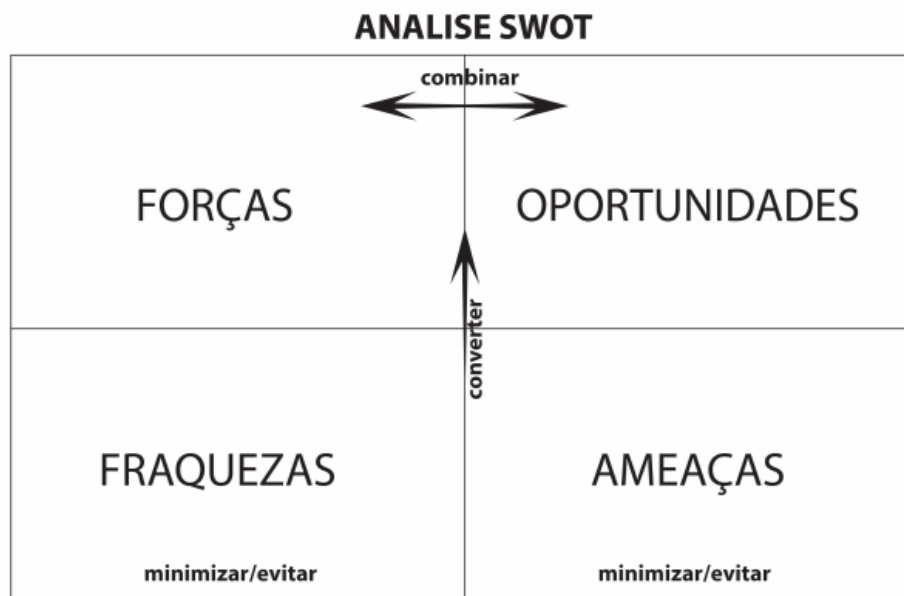 ANALISE SWOT
combinar
FORÇAS
OPORTUNIDADES
converter
FRAQUEZAS
AMEAÇAS
minimizar/evitar
minimizar/evitar